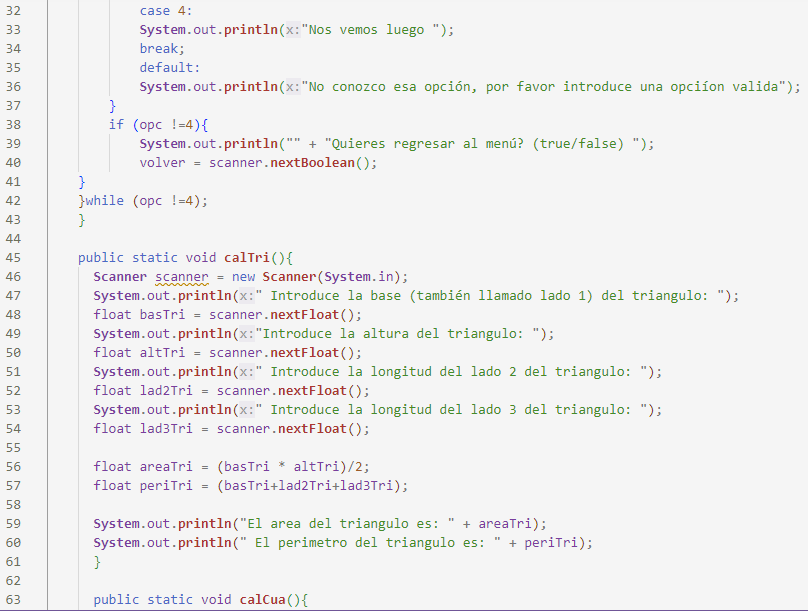 32 case 4:
33 System.out.println(x:"Nos vemos luego ");
34 break;
35 default:
36 System.out.println(x:"No conozco esa opción, por favor introduce una opciíon valida");
37 }
38 if (opc !=4){
39 System.out.println("" + "Quieres regresar al menú? (true/false) ");
40 volver = scanner.nextBoolean();
41 }
42 }while (opc !=4);
43 }
44
45 public static void calTri(){
46 Scanner scanner = new Scanner(System.in);
47 System.out.println(x:" Introduce la base (también llamado lado 1) del triangulo: ");
48 float basTri = scanner.nextFloat();
49 System.out.println(x:"Introduce la altura del triangulo: ");
50 float altTri = scanner.nextFloat();
51 System.out.println(x:" Introduce la longitud del lado 2 del triangulo: ");
52 float lad2Tri = scanner.nextFloat();
53 System.out.println(x:" Introduce la longitud del lado 3 del triangulo: ");
54 float lad3Tri = scanner.nextFloat();
55
56 float areaTri = (basTri * altTri)/2;
57 float periTri = (basTri+lad2Tri+lad3Tri);
58
59 System.out.println("El area del triangulo es: " + areaTri);
60 System.out.println(" El perimetro del triangulo es: " + periTri);
61 }
62
63 public static void calCua(){